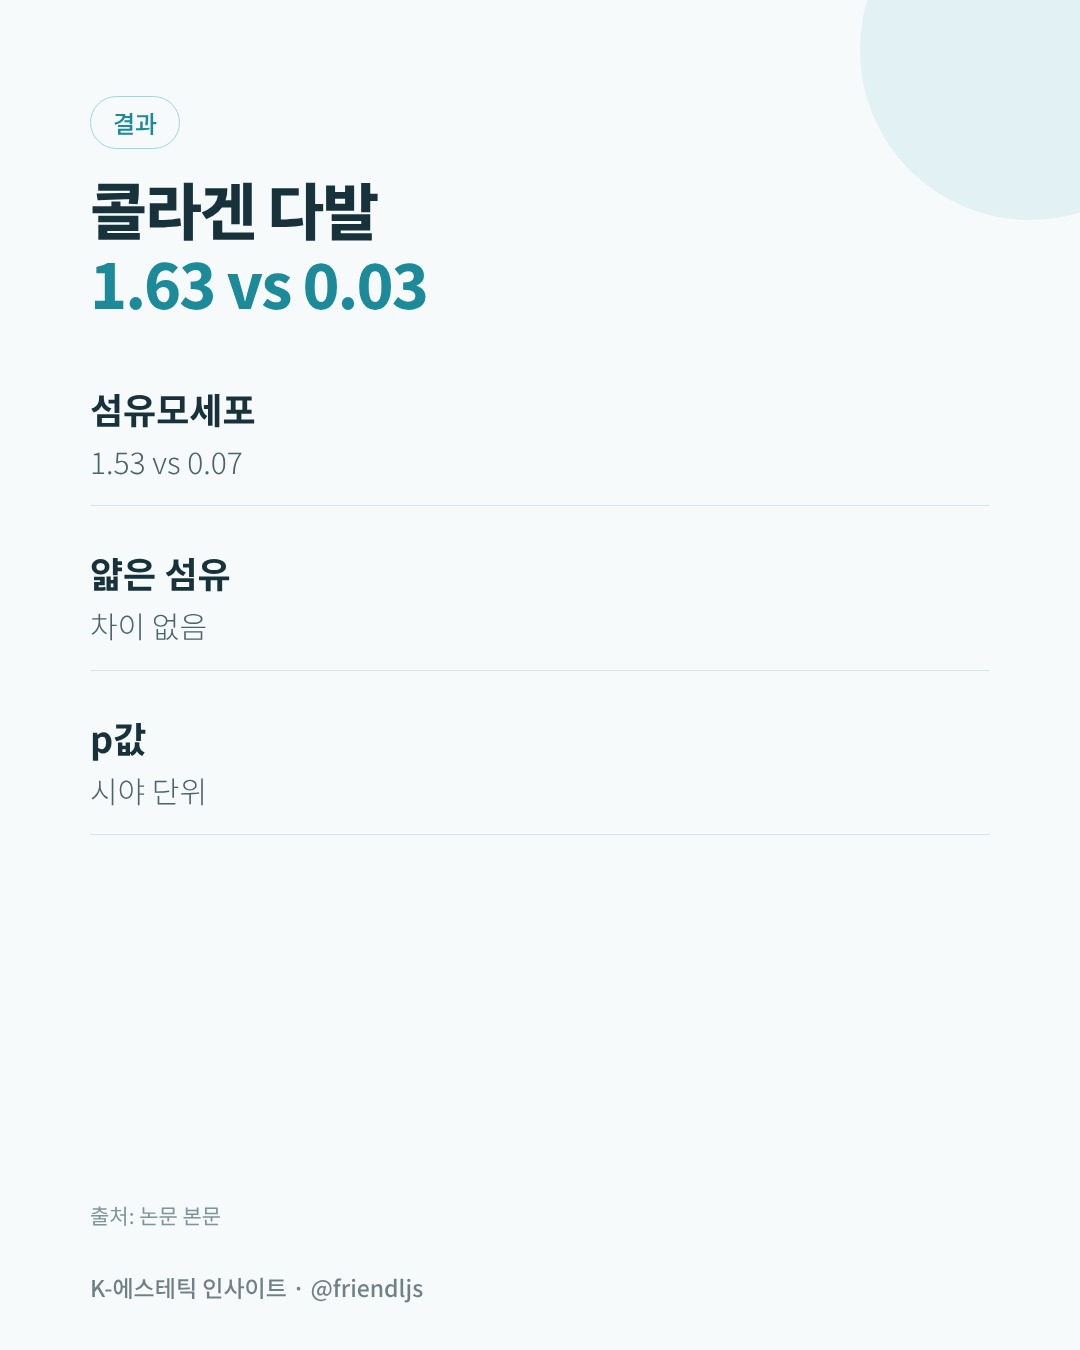 결과
콜라겐 다발
1.63 vs 0.03
섬유모세포
1.53 vs 0.07
얇은 섬유
차이 없음
p값
시야 단위
출처: 논문 본문
K-에스테틱 인사이트 · @friendljs